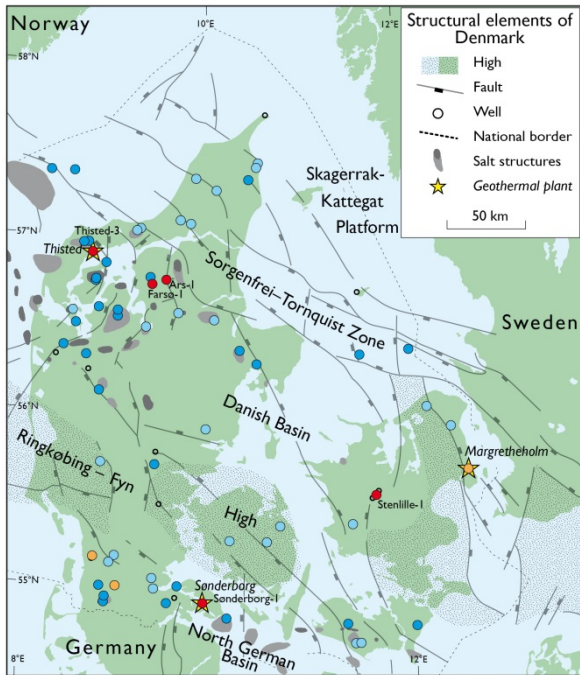 Norway
10°E
58°N
Structural elements of
Denmark
High
Fault
Well
National border
Salt structures
Geothermal plant
50 km
Skagerrak-
Kattegat
Platform
57°N
Thisted-3
Thisted
Ars-1
Farsø-1
Sorgenfrei–Tornquist Zone
Sweden
56°N
Danish Basin
Ringkøbing – Fyn
High
Margretheholm
Stenlille-1
55°N
Sønderborg
Sønderborg-1
North German
Basin
Germany
8°E
12°E